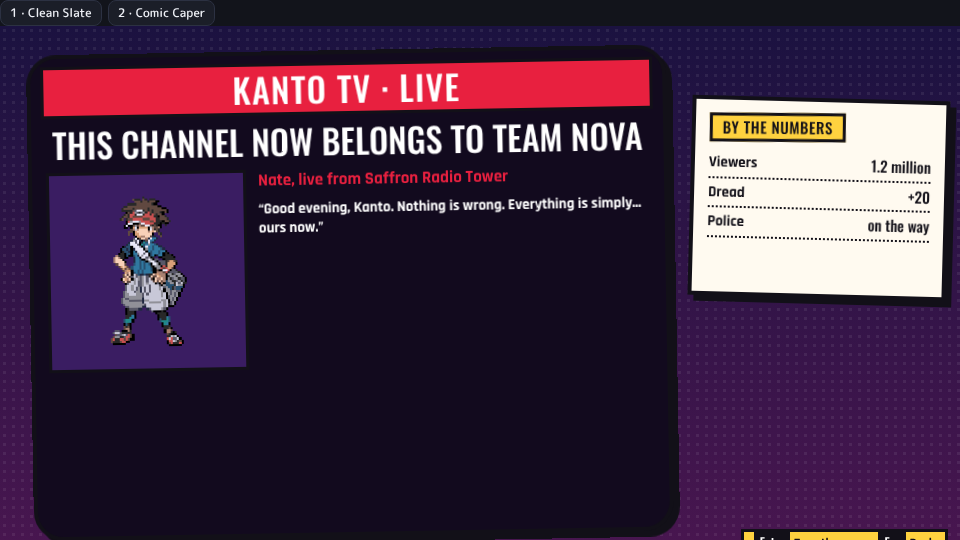 1 · Clean Slate
2 · Comic Caper
KANTO TV · LIVE
THIS CHANNEL NOW BELONGS TO TEAM NOVA
Nate, live from Saffron Radio Tower
“Good evening, Kanto. Nothing is wrong. Everything is simply…
ours now.”
BY THE NUMBERS
Viewers 1.2 million
Dread +20
Police on the way